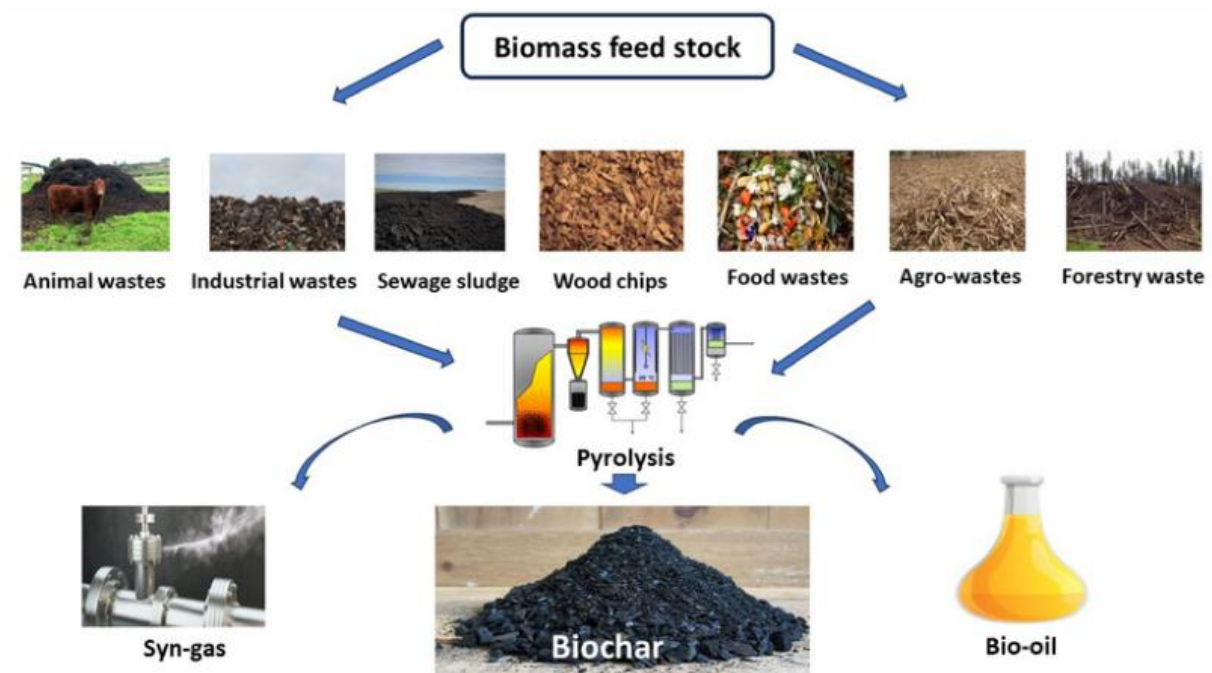 Biomass feed stock
Animal wastes
Industrial wastes
Sewage sludge
Wood chips
Food wastes
Agro-wastes
Forestry waste
Pyrolysis
Syn-gas
Biochar
Bio-oil